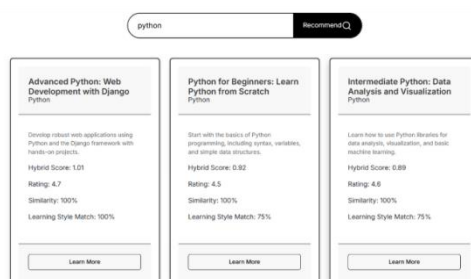 python
Recommend
Advanced Python: Web
Development with Django
Python
Develop robust web applications using
Python and the Django framework with
hands-on projects.
Hybrid Score: 1.01
Rating: 4.7
Similarity: 100%
Learning Style Match: 100%
Learn More
Python for Beginners: Learn
Python from Scratch
Python
Start with the basics of Python
programming, including syntax, variables,
and simple data structures.
Hybrid Score: 0.92
Rating: 4.5
Similarity: 100%
Learning Style Match: 75%
Learn More
Intermediate Python: Data
Analysis and Visualization
Python
Learn how to use Python libraries for
data analysis, visualization, and basic
machine learning.
Hybrid Score: 0.89
Rating: 4.6
Similarity: 100%
Learning Style Match: 75%
Learn More